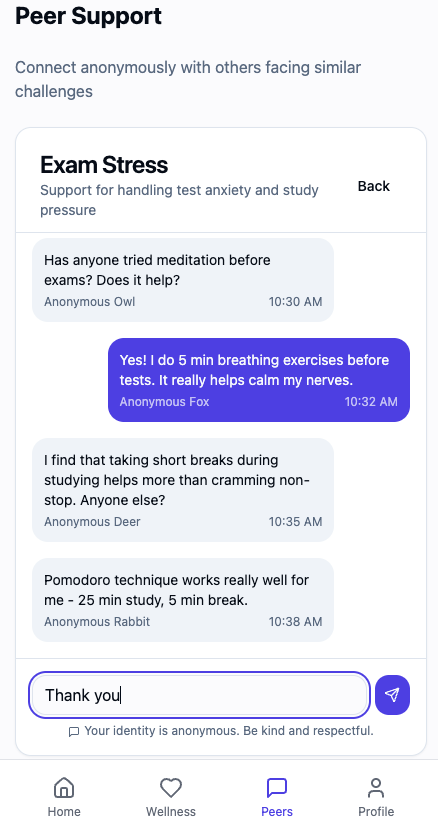 Peer Support
Connect anonymously with others facing similar
challenges
Exam Stress
Support for handling test anxiety and study
pressure
Back
Has anyone tried meditation before
exams? Does it help?
Anonymous Owl 10:30 AM
Yes! I do 5 min breathing exercises before
tests. It really helps calm my nerves.
Anonymous Fox 10:32 AM
I find that taking short breaks during
studying helps more than cramming non-
stop. Anyone else?
Anonymous Deer 10:35 AM
Pomodoro technique works really well for
me - 25 min study, 5 min break.
Anonymous Rabbit 10:38 AM
Thank you
Your identity is anonymous. Be kind and respectful.
Home Wellness Peers Profile